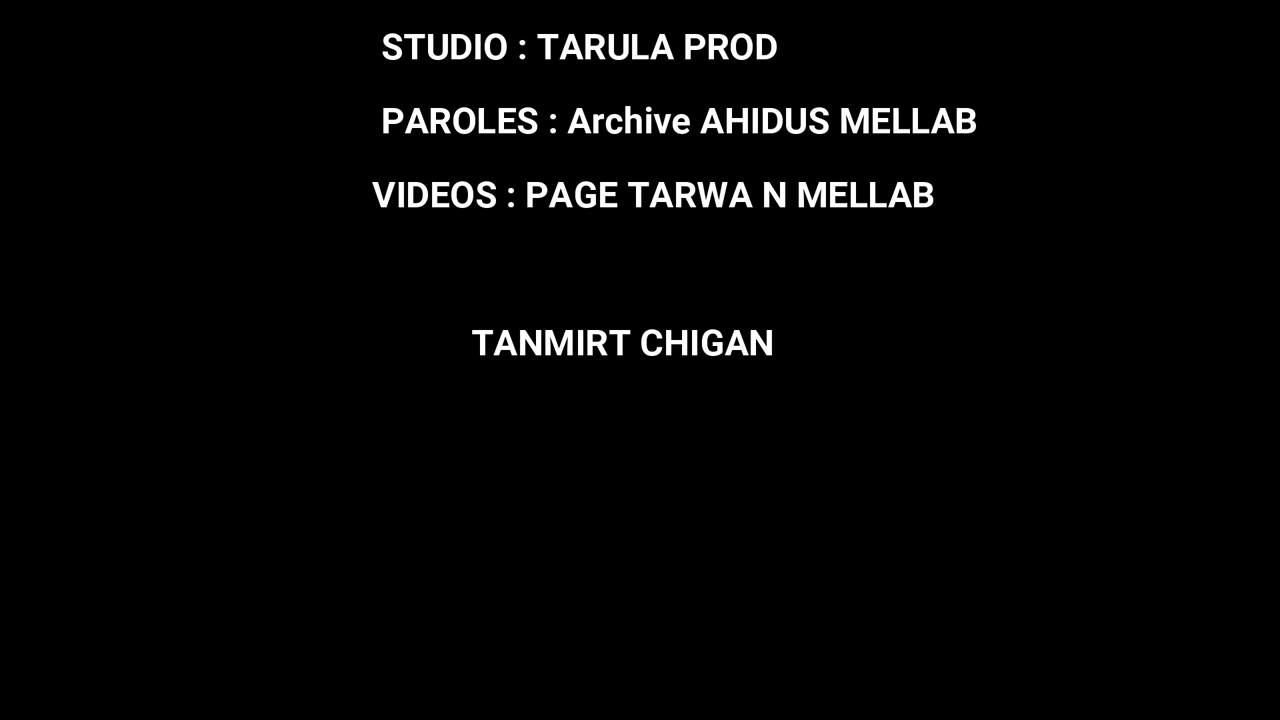 STUDIO : TARULA PROD
PAROLES : Archive AHIDUS MELLAB
VIDEOS : PAGE TARWA N MELLAB
TANMIRT CHIGAN